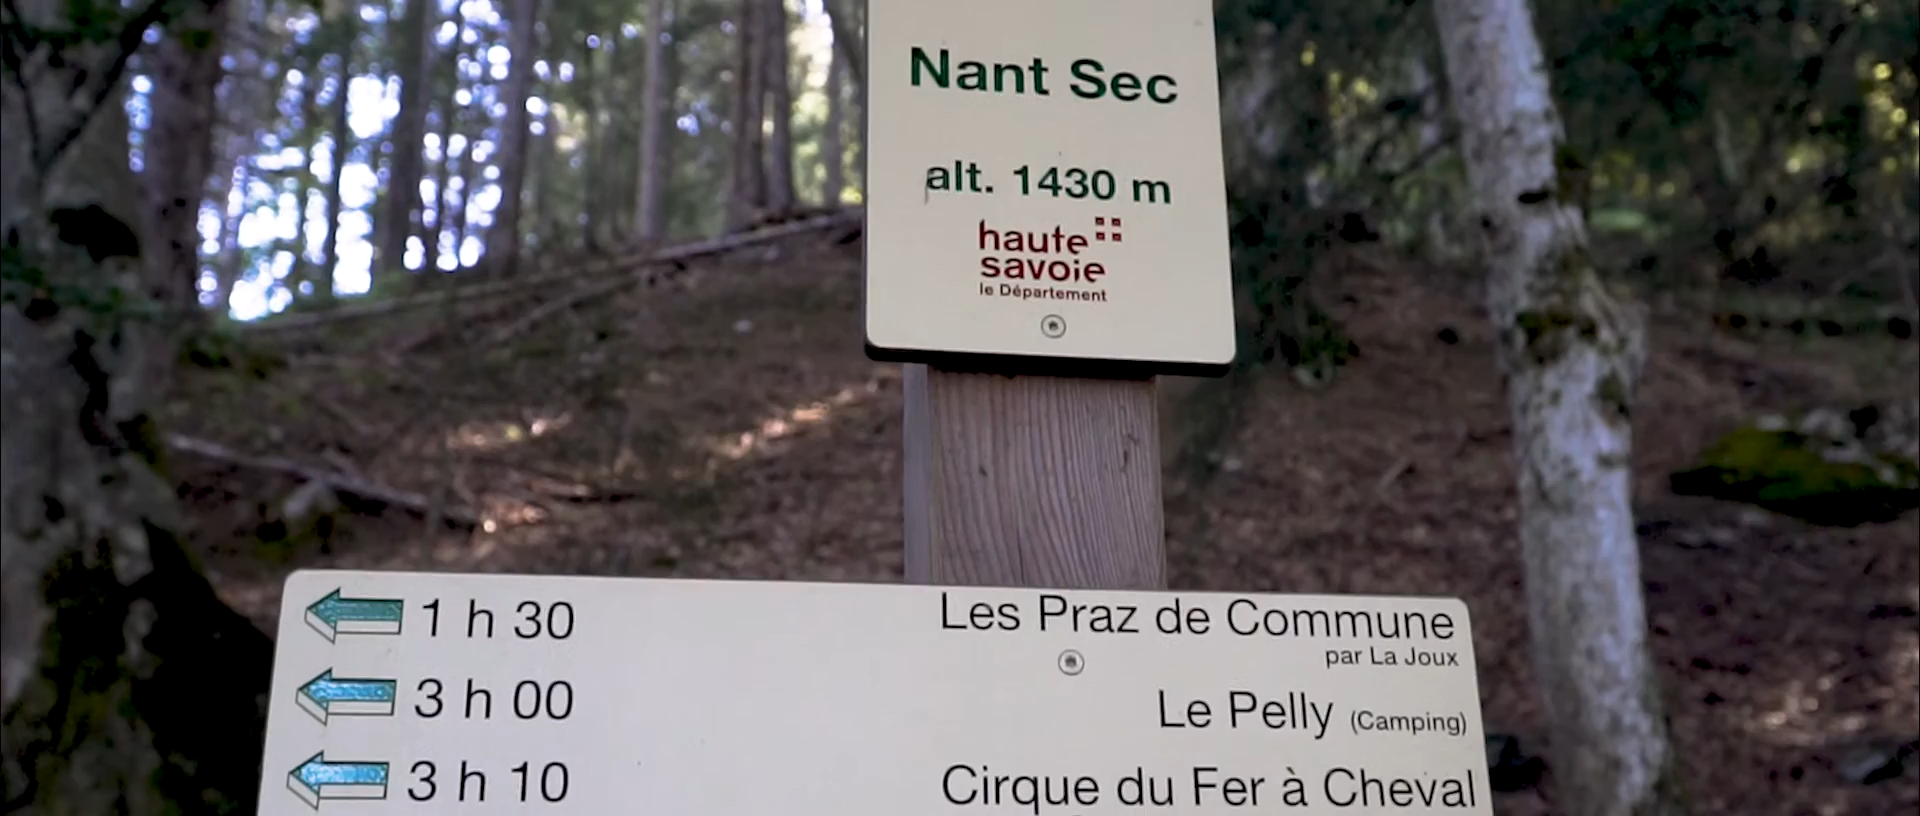 Nant Sec
alt. 1430 m
haute
savoie
le Département
1 h 30 Les Praz de Commune
par La Joux
3 h 00 Le Pelly (Camping)
3 h 10 Cirque du Fer à Cheval